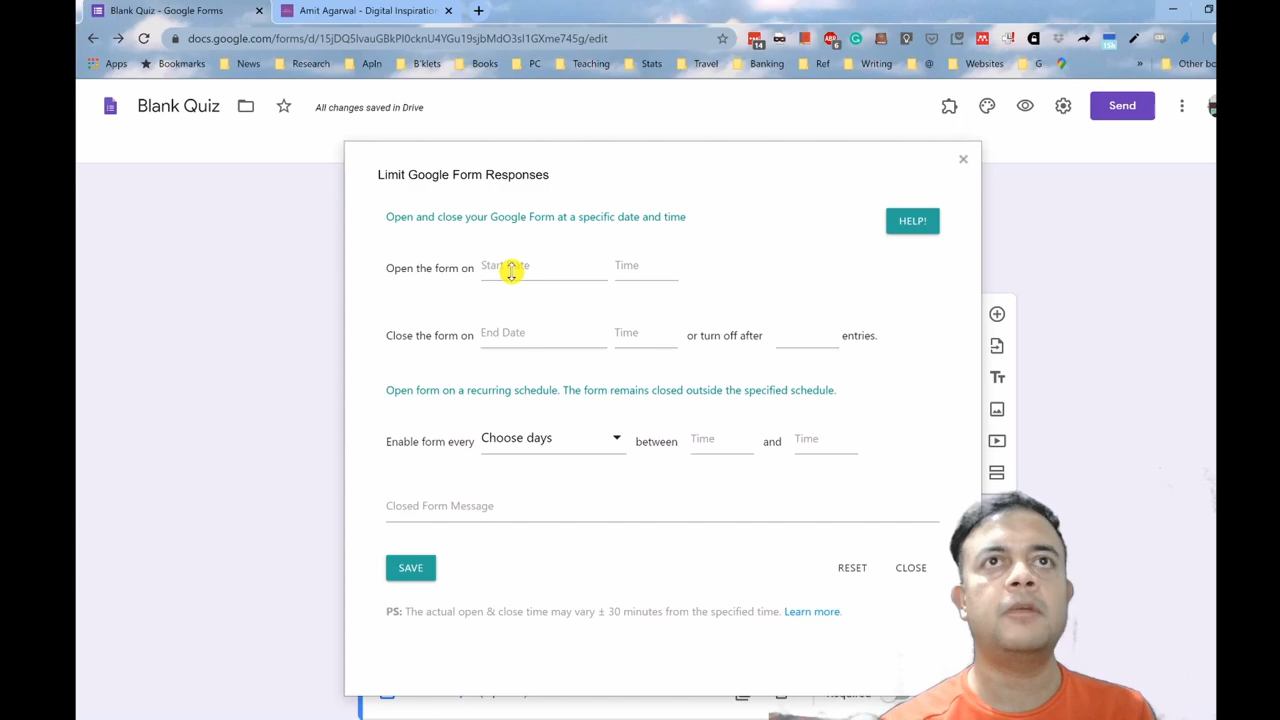 Blank Quiz - Google Forms
Amit Agarwal - Digital Inspiration
docs.google.com/forms/d/15jDQ5lvauGBkPl0cknU4YGu19sjbMdO3sl1GXme745g/edit
14
6
15h
Apps Bookmarks News Research ApIn B'klets Books PC Teaching Stats Travel Banking Ref Writing @ Websites G » Other bo
Blank Quiz All changes saved in Drive Send
Limit Google Form Responses
Open and close your Google Form at a specific date and time HELP!
Open the form on Start Date Time
Close the form on End Date Time or turn off after entries.
Open form on a recurring schedule. The form remains closed outside the specified schedule.
Enable form every Choose days between Time and Time
Closed Form Message
SAVE RESET CLOSE
PS: The actual open & close time may vary ± 30 minutes from the specified time. Learn more.
Required